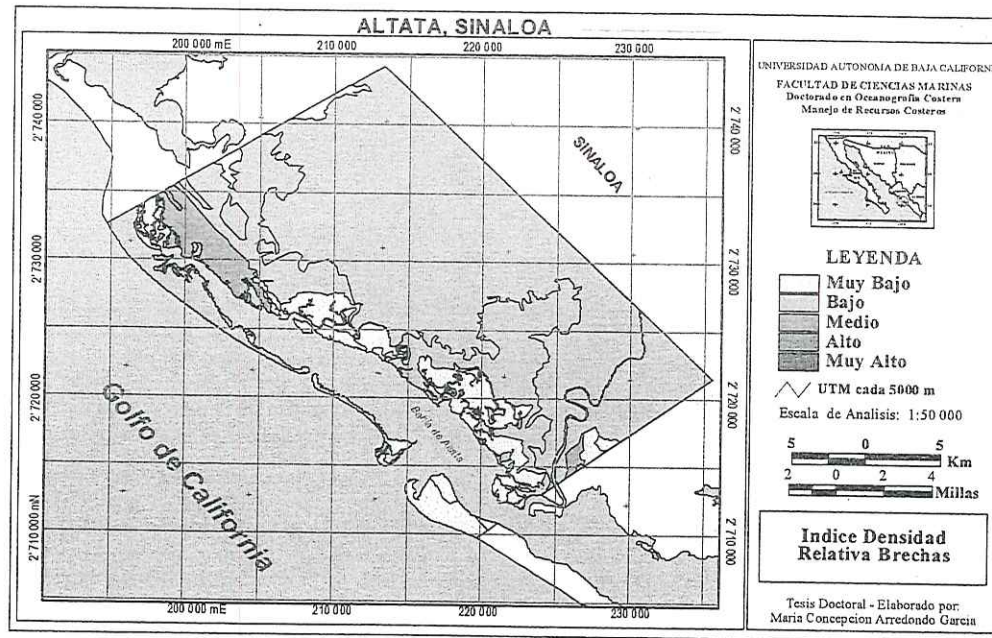 ALTATA, SINALOA
200 000 mE
210 000
220 000
230 000
2'740 000
2'730 000
2'720 000
2'710 000 mN
2'740 000
2'730 000
2'720 000
2'710 000
SINALOA
Golfo de California
Bahía de
200 000 mE
210 000
220 000
230 000
UNIVERSIDAD AUTONOMA DE BAJA CALIFORN
FACULTAD DE CIENCIAS MARINAS
Doctorado en Oceanografia Costera
Manejo de Recursos Costeros
LEYENDA
Muy Bajo
Bajo
Medio
Alto
Muy Alto
UTM cada 5000 m
Escala de Analisis: 1:50 000
5 0 5
Km
2 0 2 4
Millas
Indice Densidad
Relativa Brechas
Tesis Doctoral - Elaborado por:
Maria Concepcion Arredondo Garcia